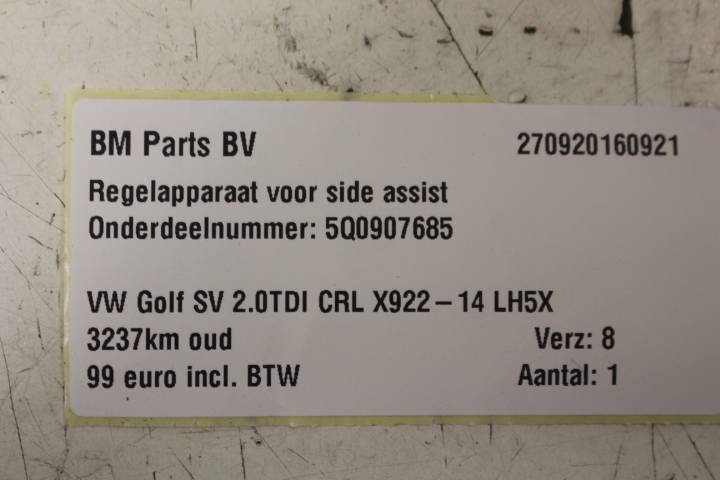 BM Parts BV 270920160921
Regelapparaat voor side assist
Onderdeelnummer: 5Q0907685
VW Golf SV 2.0TDI CRL X922-14 LH5X
3237km oud Verz: 8
99 euro incl. BTW Aantal: 1